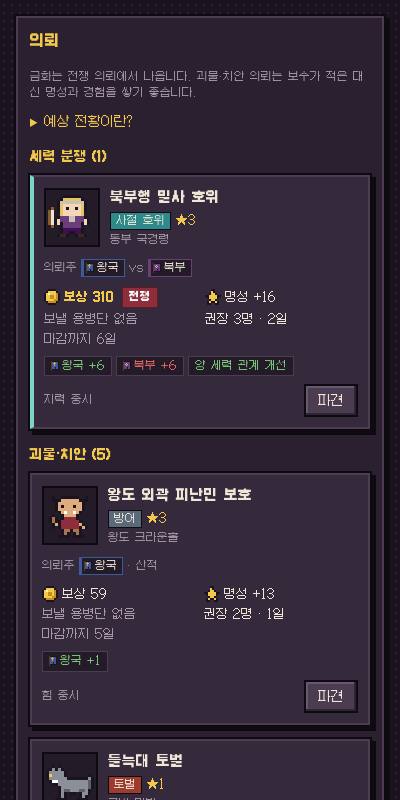 의뢰
금화는 전쟁 의뢰에서 나옵니다. 괴물·치안 의뢰는 보수가 적은 대
신 명성과 경험을 쌓기 좋습니다.
▶ 예상 전황이란?
세력 분쟁 (1)
북부행 밀사 호위
사절 호위 ★3
동부 국경령
의뢰주 왕국 vs 북부
보상 310 전쟁
명성 +16
보낼 용병단 없음
권장 3명 · 2일
마감까지 6일
왕국 +6 북부 +6 양 세력 관계 개선
지력 중시
파견
괴물·치안 (5)
왕도 외곽 피난민 보호
방어 ★3
왕도 크라운홀
의뢰주 왕국 · 산적
보상 59
명성 +13
보낼 용병단 없음
권장 2명 · 1일
마감까지 5일
왕국 +1
힘 중시
파견
들늑대 토벌
토벌 ★1